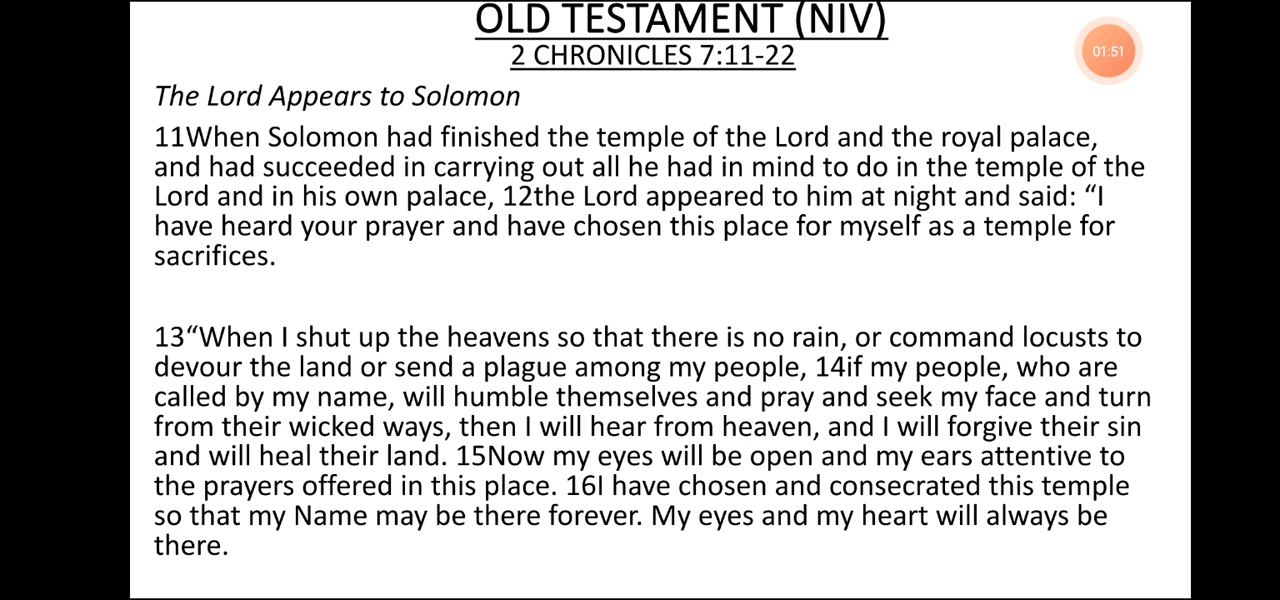 OLD TESTAMENT (NIV)
2 CHRONICLES 7:11-22
01:51
The Lord Appears to Solomon
11When Solomon had finished the temple of the Lord and the royal palace,
and had succeeded in carrying out all he had in mind to do in the temple of the
Lord and in his own palace, 12the Lord appeared to him at night and said: “I
have heard your prayer and have chosen this place for myself as a temple for
sacrifices.
13“When I shut up the heavens so that there is no rain, or command locusts to
devour the land or send a plague among my people, 14if my people, who are
called by my name, will humble themselves and pray and seek my face and turn
from their wicked ways, then I will hear from heaven, and I will forgive their sin
and will heal their land. 15Now my eyes will be open and my ears attentive to
the prayers offered in this place. 16I have chosen and consecrated this temple
so that my Name may be there forever. My eyes and my heart will always be
there.